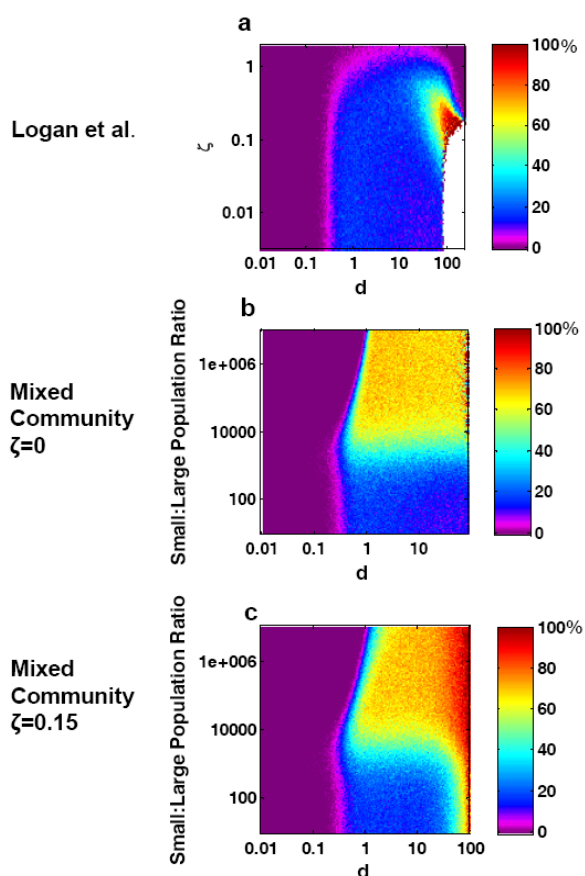 a
Logan et al.
ζ
1
0.1
0.01
0.01 0.1 1 10 100
d
100%
80
60
40
20
0
b
Mixed
Community
ζ=0
Small:Large Population Ratio
1e+006
10000
100
0.01 0.1 1 10
d
100%
80
60
40
20
0
c
Mixed
Community
ζ=0.15
Small:Large Population Ratio
1e+006
10000
100
0.01 0.1 1 10 100
d
100%
80
60
40
20
0